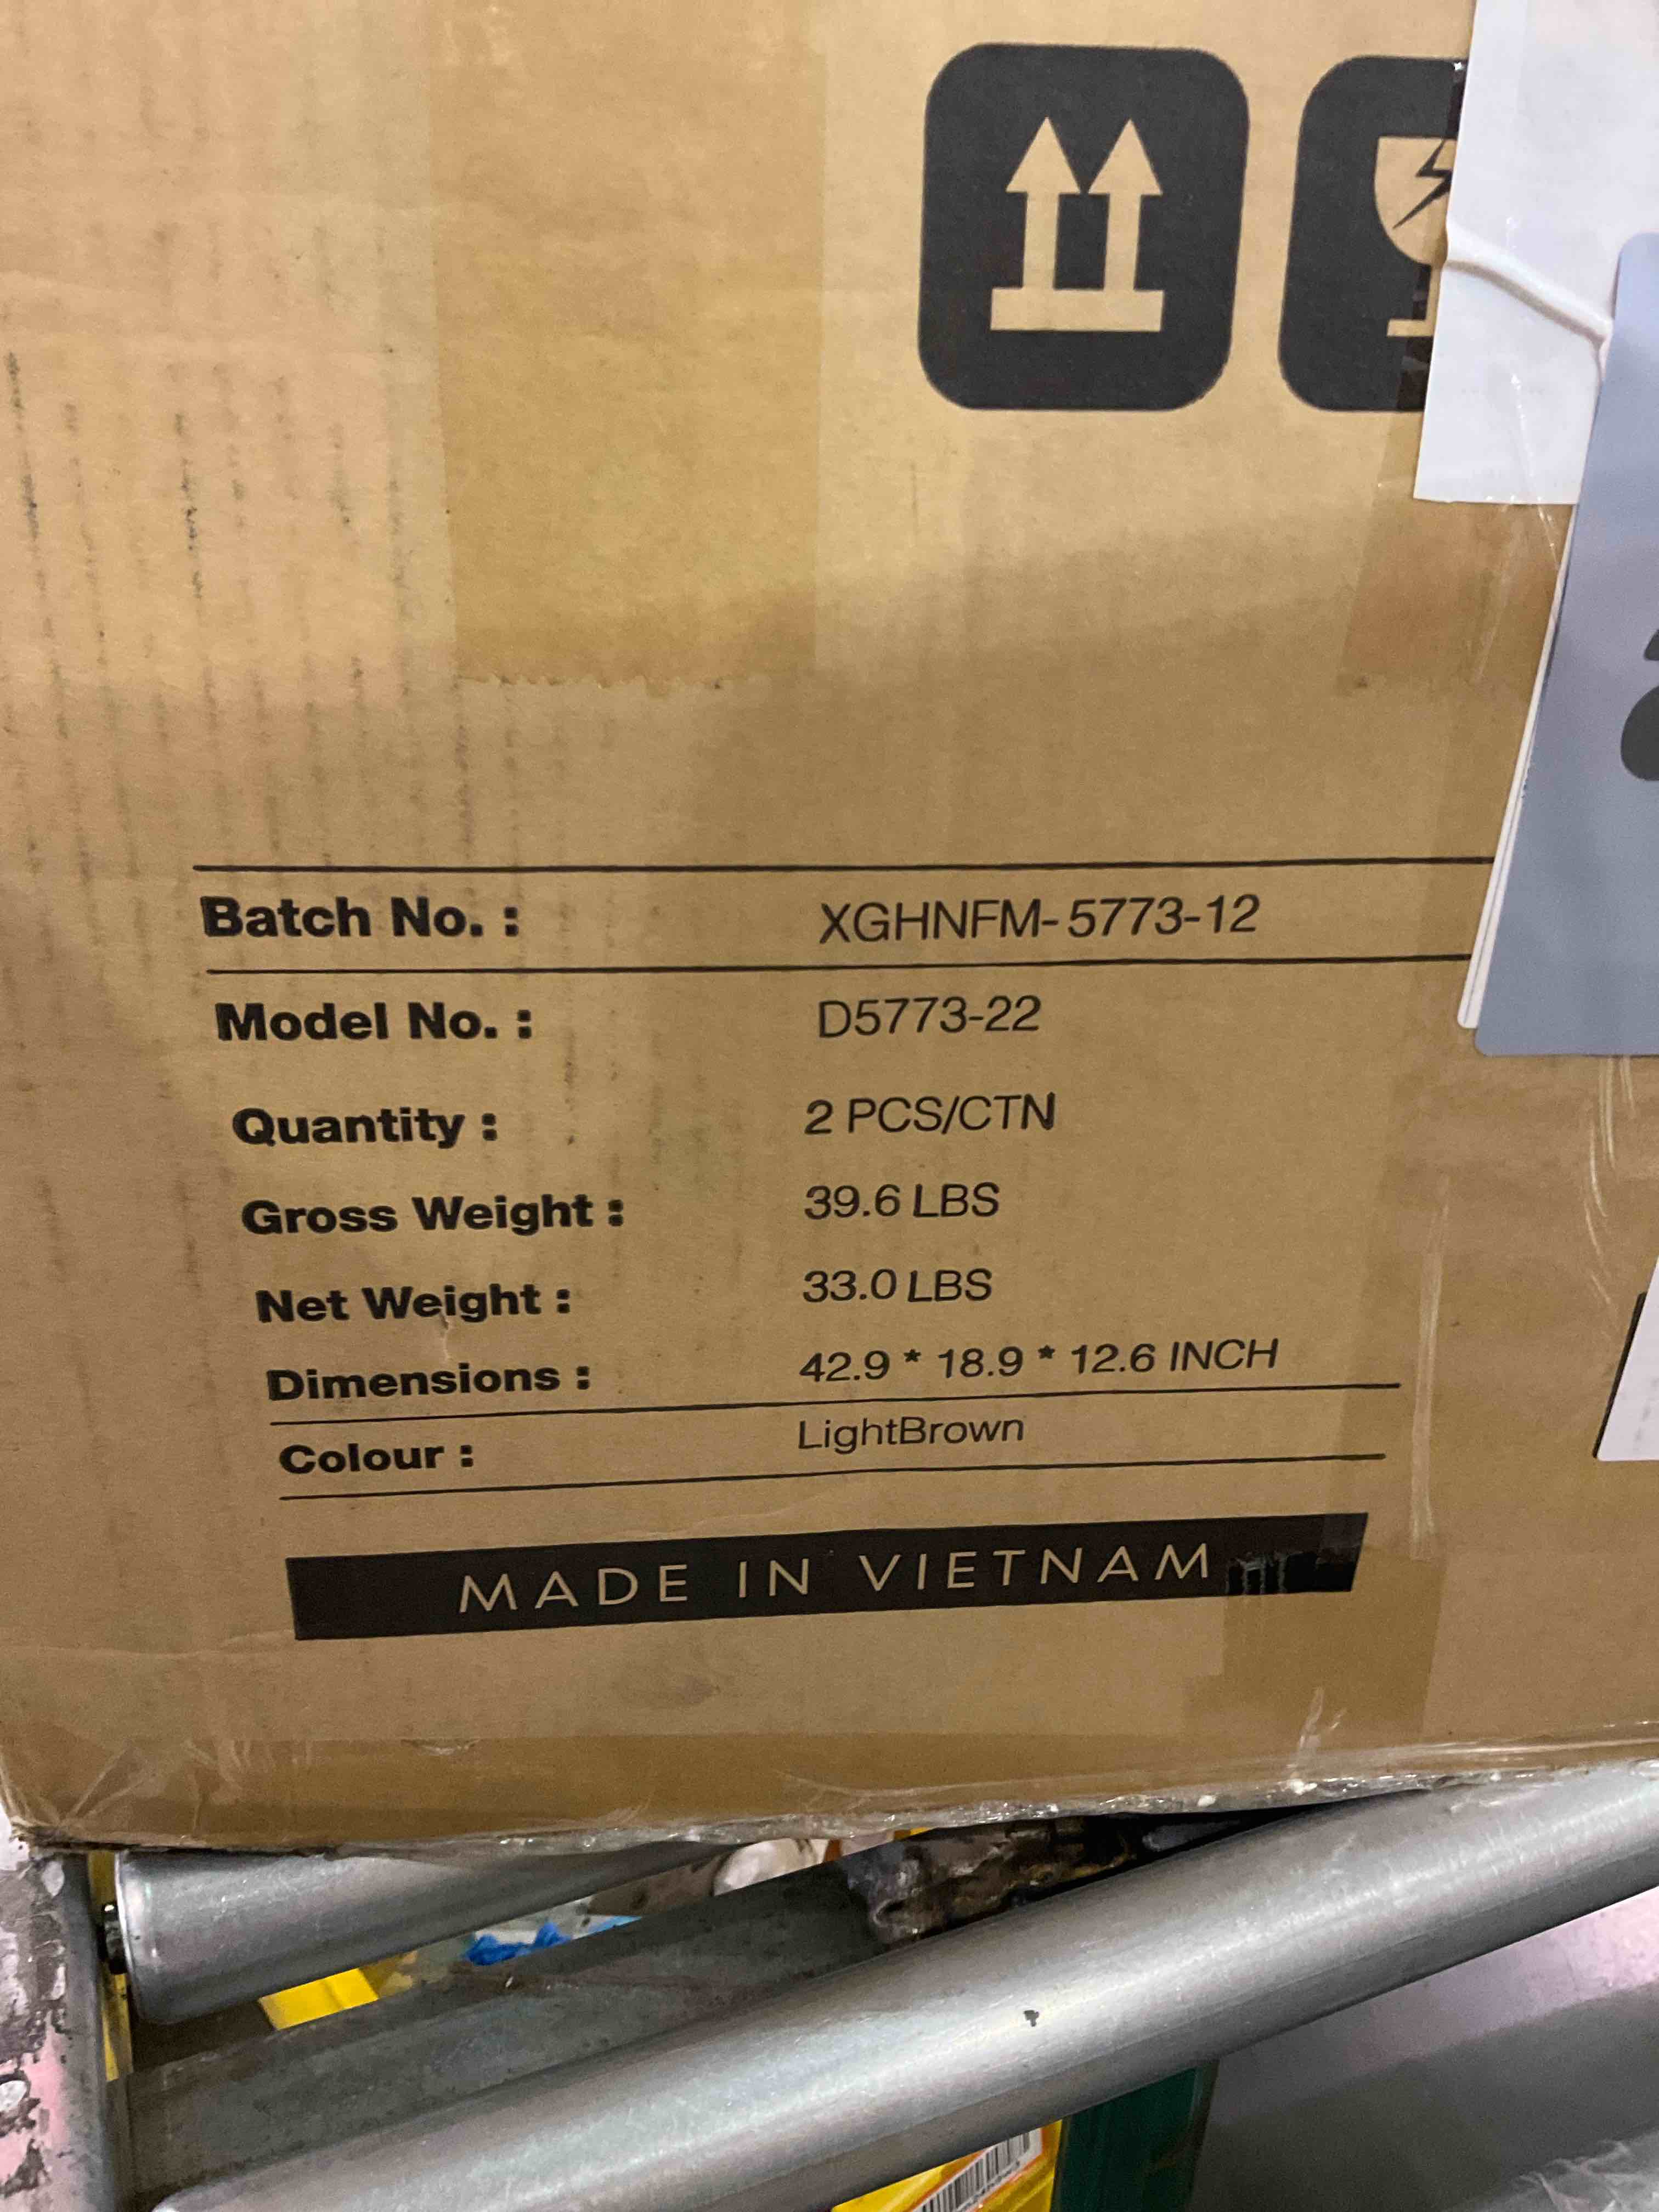 Batch No. : XGHNFM-5773-12
Model No. : D5773-22
Quantity : 2 PCS/CTN
Gross Weight : 39.6 LBS
Net Weight : 33.0 LBS
Dimensions : 42.9 * 18.9 * 12.6 INCH
Colour : LightBrown
MADE IN VIETNAM